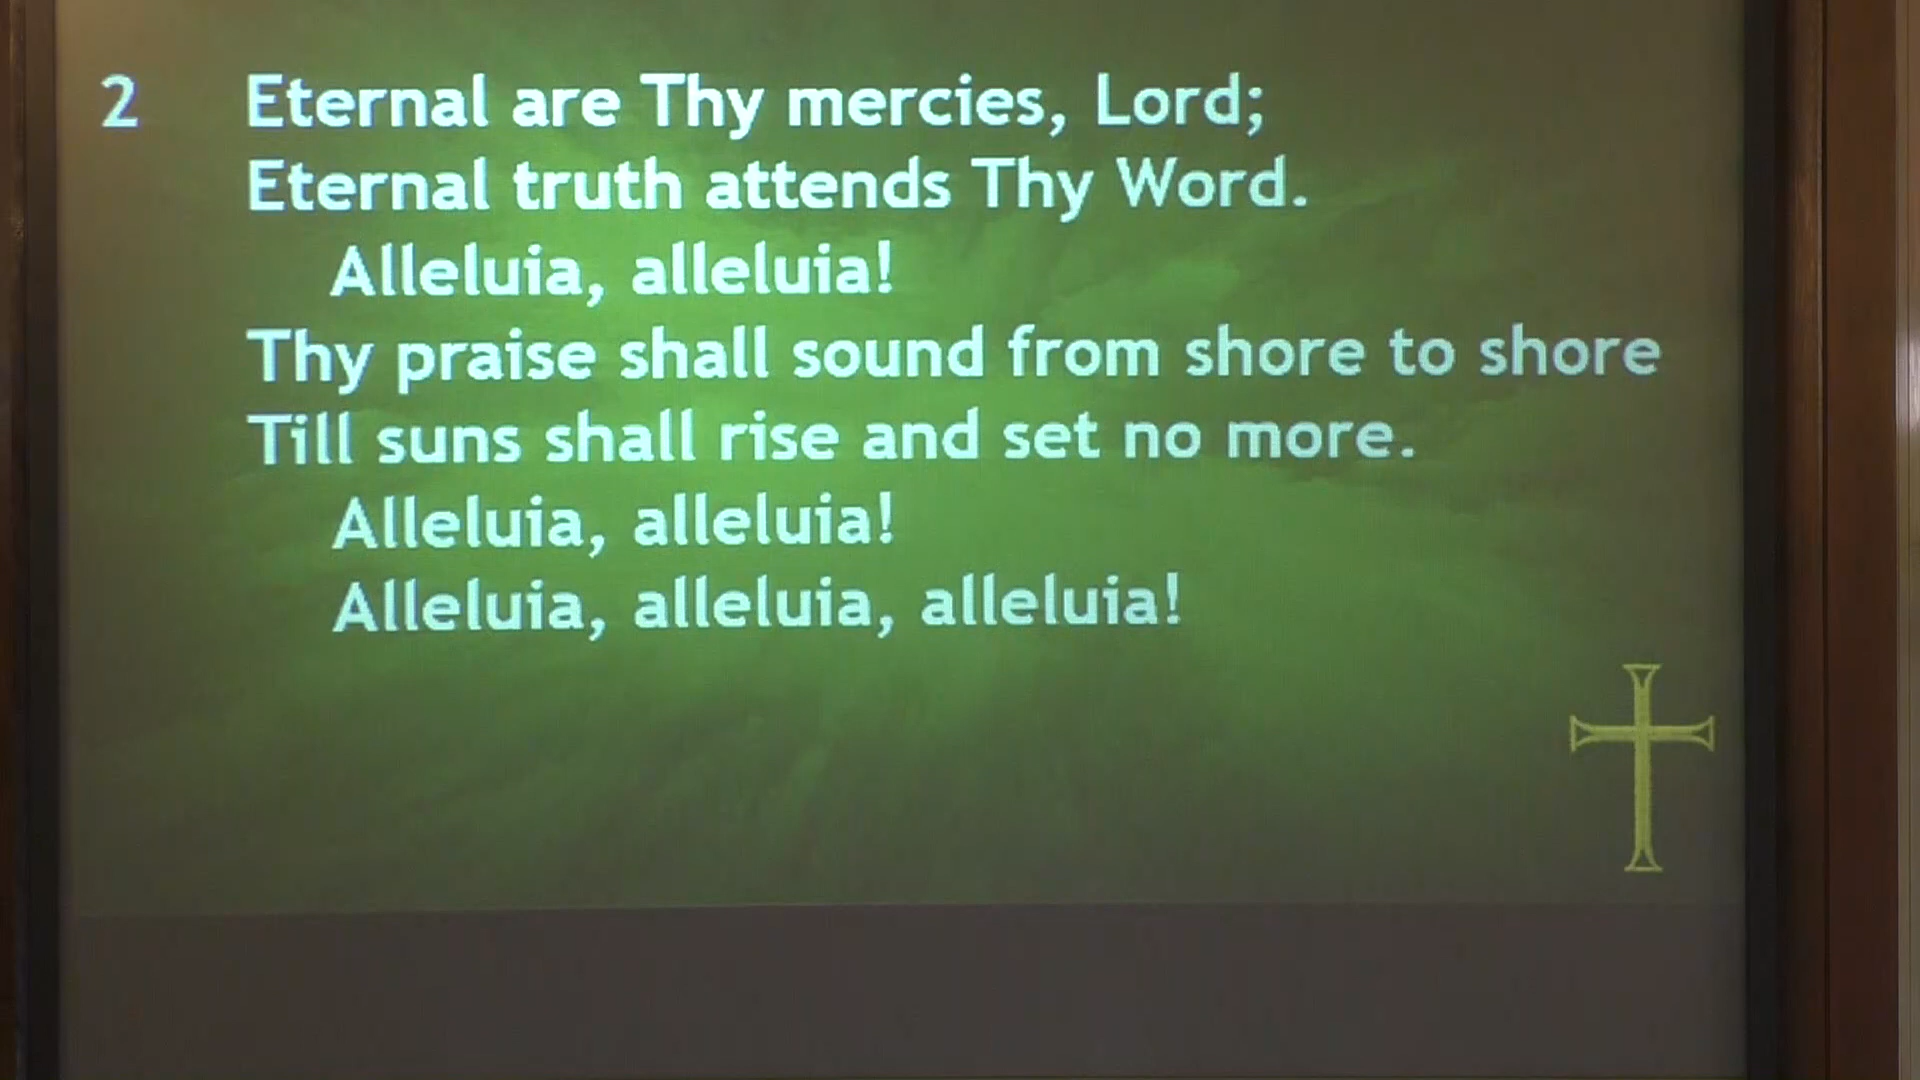 2 Eternal are Thy mercies, Lord;
Eternal truth attends Thy Word.
Alleluia, alleluia!
Thy praise shall sound from shore to shore
Till suns shall rise and set no more.
Alleluia, alleluia!
Alleluia, alleluia, alleluia!